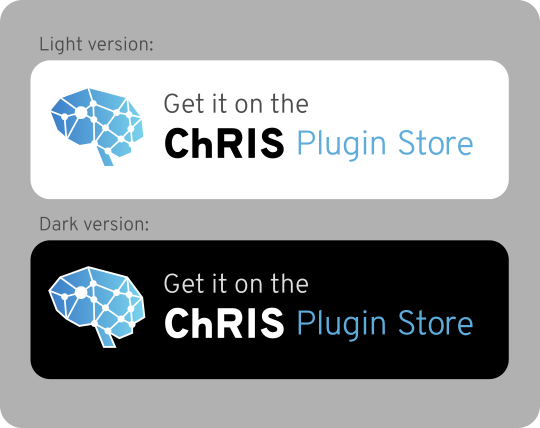 Light version:
Get it on the
ChRIS Plugin Store
Dark version:
Get it on the
ChRIS Plugin Store